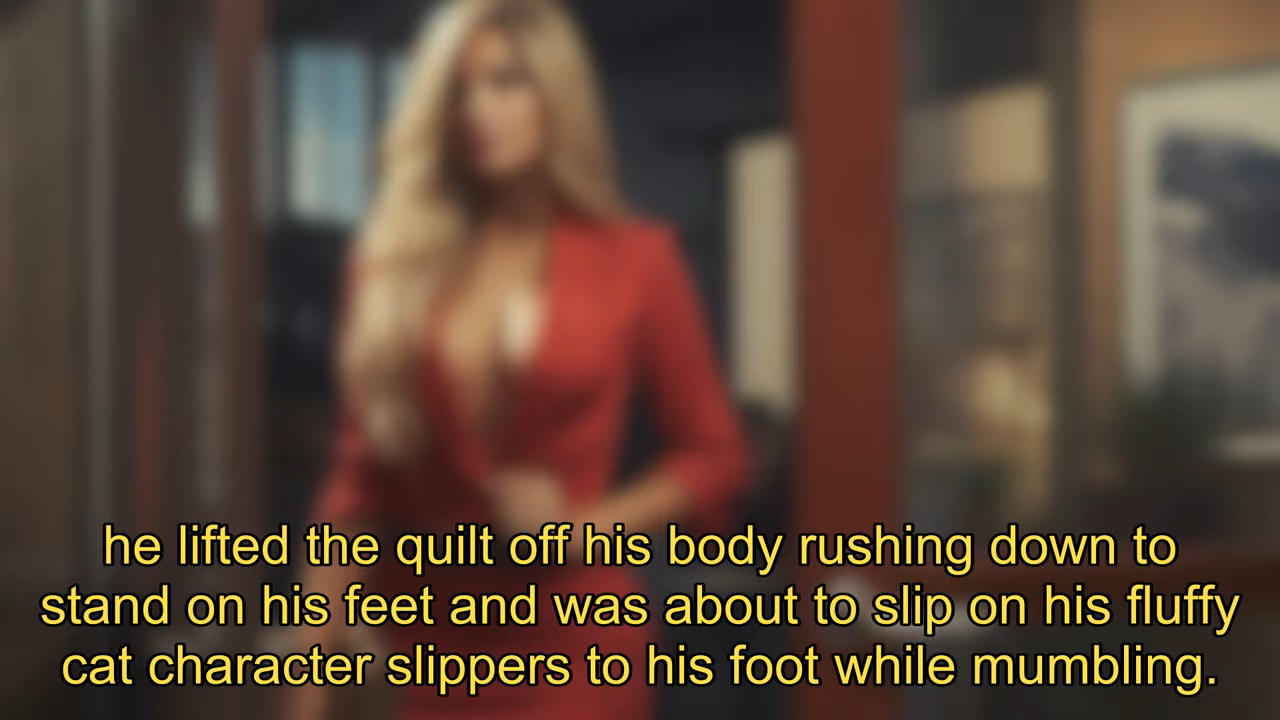 he lifted the quilt off his body rushing down to
stand on his feet and was about to slip on his fluffy
cat character slippers to his foot while mumbling.